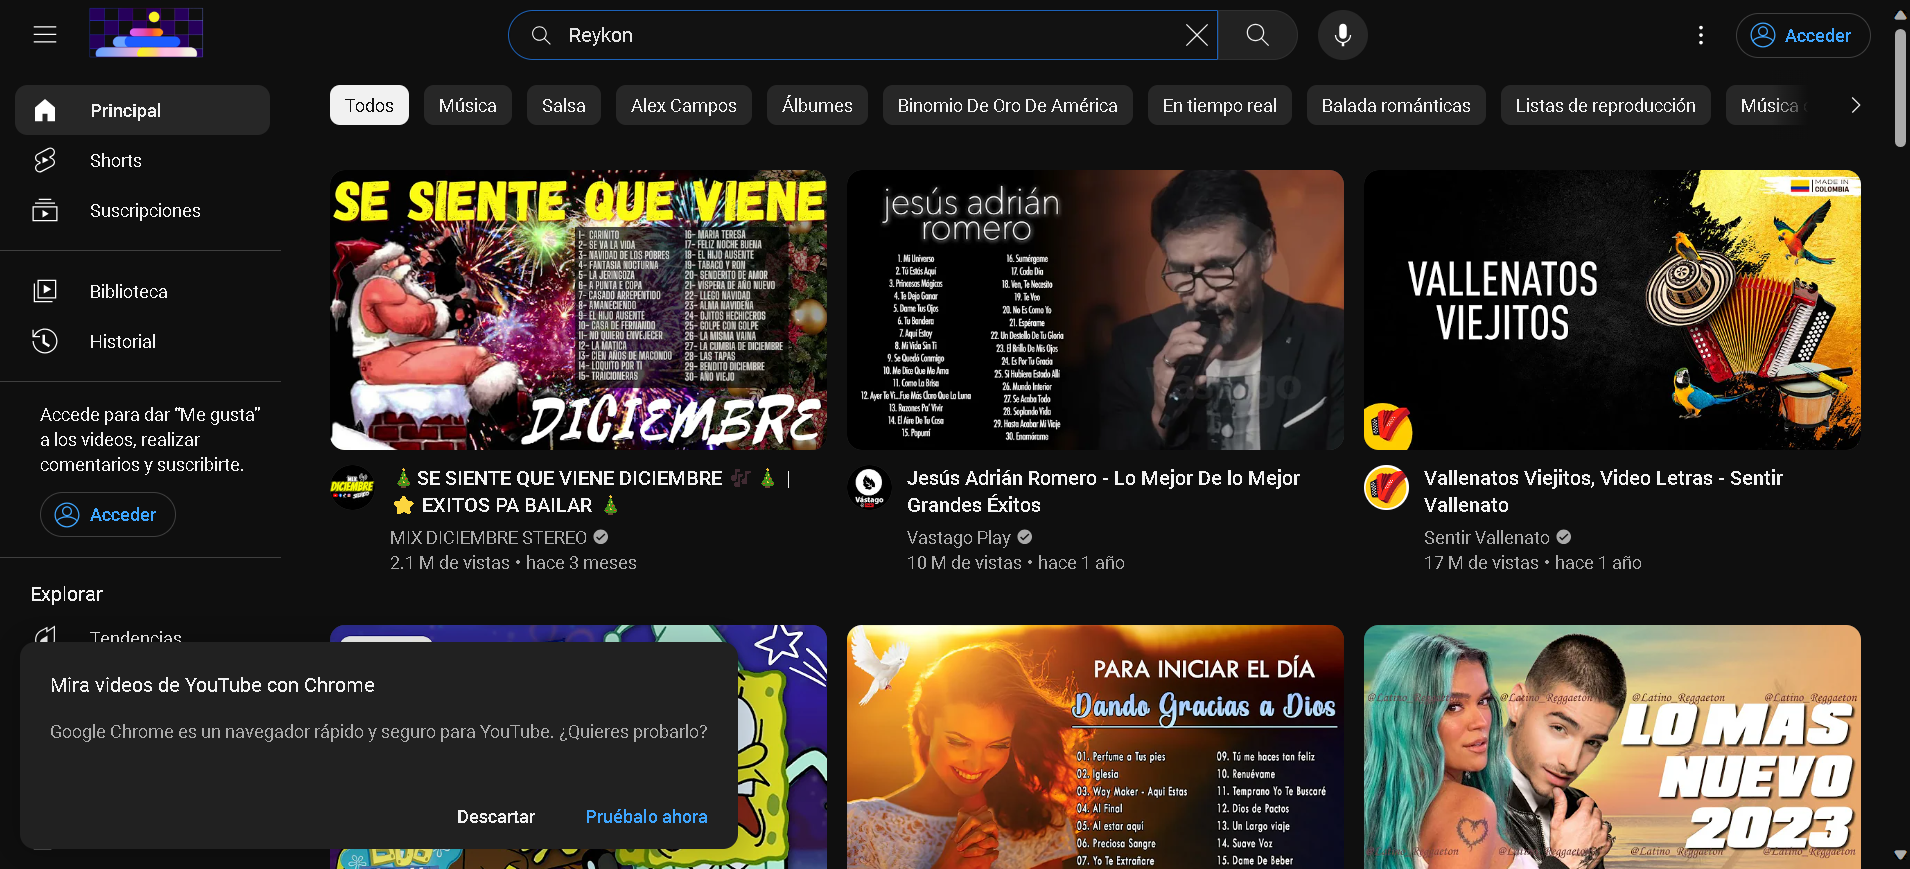 Reykon
Acceder
Principal
Shorts
Suscripciones
Biblioteca
Historial
Accede para dar “Me gusta”
a los videos, realizar
comentarios y suscribirte.
Acceder
Explorar
Tendencias
Todos
Música
Salsa
Alex Campos
Álbumes
Binomio De Oro De América
En tiempo real
Balada románticas
Listas de reproducción
Música
SE SIENTE QUE VIENE
1- CARIÑITO
2- SE VA LA VIDA
3- NAVIDAD DE LOS POBRES
4- FANTASIA NOCTURNA
5- LA JERINGOZA
6- A PUNTA E COPA
7- CASADO ARREPENTIDO
8- AMANECIENDO
9- EL HIJO AUSENTE
10- CASA DE FERNANDO
11- NO QUIERO ENVEJECER
12- LA MATICA
13- CIEN AÑOS DE MACONDO
14- LOQUITO POR TI
15- TRAICIONERAS
16- MARIA TERESA
17- FELIZ NOCHE BUENA
18- EL HIJO AUSENTE
19- TABACO Y RON
20- SENDERITO DE AMOR
21- VISPERA DE AÑO NUEVO
22- LLEGO NAVIDAD
23- ALMA NAVIDEÑA
24- OJITOS HECHICEROS
25- GOLPE CON GOLPE
26- LA MISMA VAINA
27- LA CUMBIA DE DICIEMBRE
28- LAS TAPAS
29- BENDITO DICIEMBRE
30- AÑO VIEJO
DICIEMBRE
jesús adrián
romero
1. Mi Universo
2. Tú Estás Aquí
3. Princesas Mágicas
4. Te Dejo Ganar
5. Dame Tus Ojos
6. Tu Bandera
7. Aquí Estoy
8. Mi Vida Sin Ti
9. Se Quedó Conmigo
10. Me Dice Que Me Ama
11. Como La Brisa
12. Ayer Te Vi...Fue Más Claro Que La Luna
13. Razones Pa' Vivir
14. El Aire De Tu Casa
15. Popurrí
16. Sumérgeme
17. Cada Día
18. Ven, Te Necesito
19. Te Veo
20. No Es Como Yo
21. Espérame
22. Un Destello De Tu Gloria
23. El Brillo De Mis Ojos
24. Es Por Tu Gracia
25. Si Hubiera Estado Allí
26. Mundo Interior
27. Se Acaba Todo
28. Soplando Vida
29. Hasta Acabar Mi Viaje
30. Enamórame
vastago
MADE IN
COLOMBIA
VALLENATOS
VIEJITOS
MIX
DICIEMBRE
STEREO
SE SIENTE QUE VIENE DICIEMBRE |
EXITOS PA BAILAR
MIX DICIEMBRE STEREO
2.1 M de vistas • hace 3 meses
Vástago
Jesús Adrián Romero - Lo Mejor De lo Mejor
Grandes Éxitos
Vastago Play
10 M de vistas • hace 1 año
Vallenatos Viejitos, Video Letras - Sentir
Vallenato
Sentir Vallenato
17 M de vistas • hace 1 año
PARA INICIAR EL DÍA
Dando Gracias a Dios
01. Perfume a Tus pies
02. Iglesia
03. Way Maker - Aqui Estas
04. Al Final
05. Al estar aquí
06. Preciosa Sangre
07. Yo Te Extrañare
09. Tú me haces tan feliz
10. Renuévame
11. Temprano Yo Te Buscaré
12. Dios de Pactos
13. Un Largo viaje
14. Suave Voz
15. Dame De Beber
@Latino_Reggaeton @Latino_Reggaeton @Latino_Reggaeton @Latino_Reggaeton
LO MAS
NUEVO
2023
@Latino_Reggaeton @Latino_Reggaeton @Latino_Reggaeton @Latino_Reggaeton
Mira videos de YouTube con Chrome
Google Chrome es un navegador rápido y seguro para YouTube. ¿Quieres probarlo?
Descartar
Pruébalo ahora